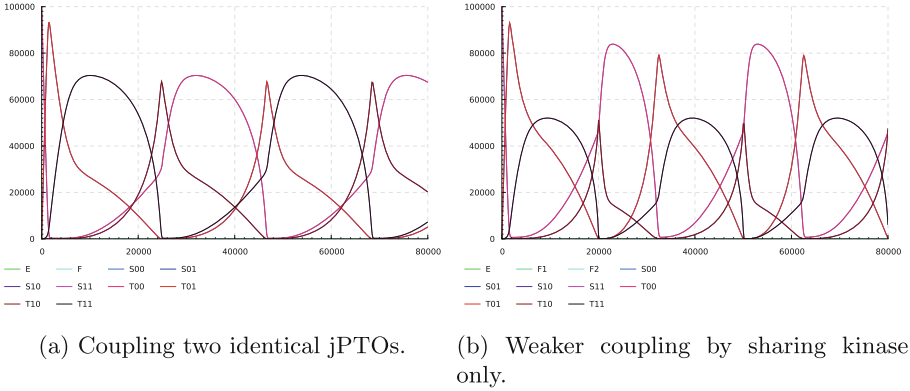 100000
80000
60000
40000
20000
0
0 20000 40000 60000 80000
E F S00 S01
S10 S11 T00 T01
T10 T11
(a) Coupling two identical jPTOs.
100000
80000
60000
40000
20000
0
0 20000 40000 60000 80000
E F1 F2 S00
S01 S10 S11 T00
T01 T10 T11
(b) Weaker coupling by sharing kinase
only.